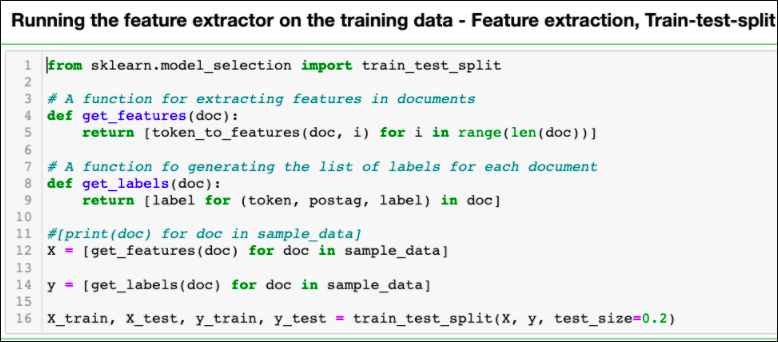 Running the feature extractor on the training data - Feature extraction, Train-test-split
1 from sklearn.model_selection import train_test_split
2
3 # A function for extracting features in documents
4 def get_features(doc):
5     return [token_to_features(doc, i) for i in range(len(doc))]
6
7 # A function fo generating the list of labels for each document
8 def get_labels(doc):
9     return [label for (token, postag, label) in doc]
10
11 #[print(doc) for doc in sample_data]
12 X = [get_features(doc) for doc in sample_data]
13
14 y = [get_labels(doc) for doc in sample_data]
15
16 X_train, X_test, y_train, y_test = train_test_split(X, y, test_size=0.2)